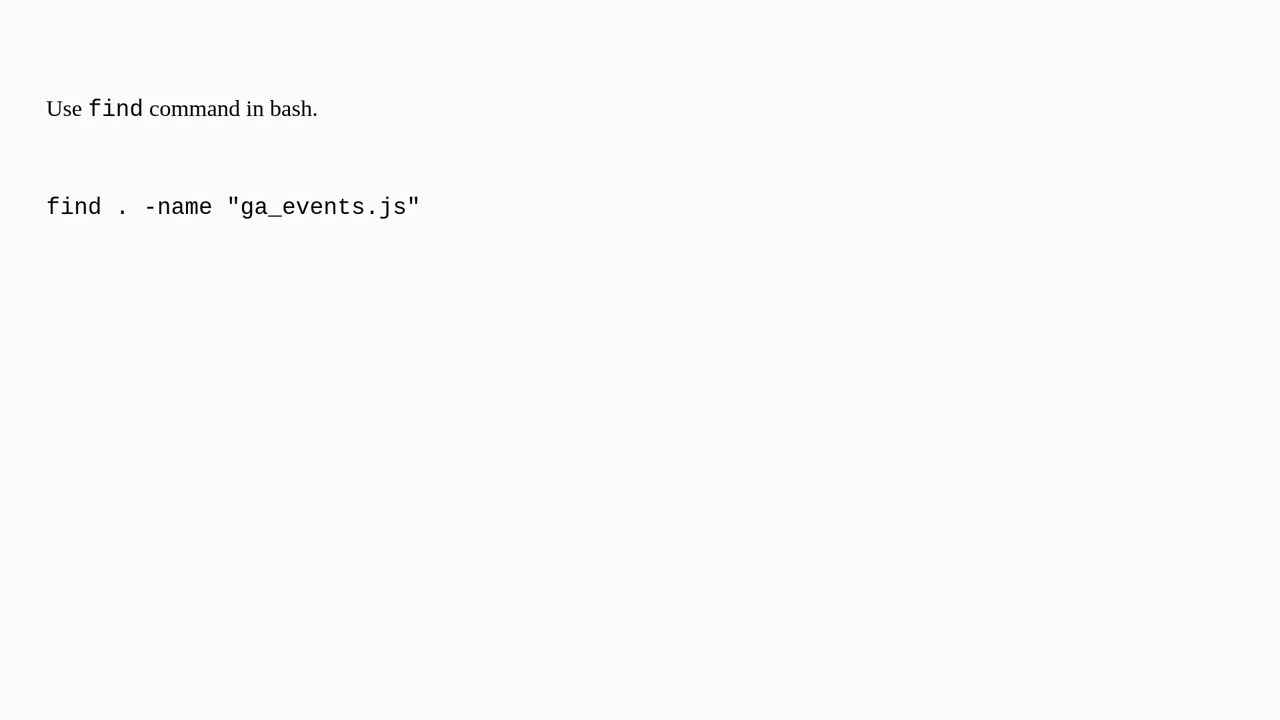 Use find command in bash.
find . -name "ga_events.js"